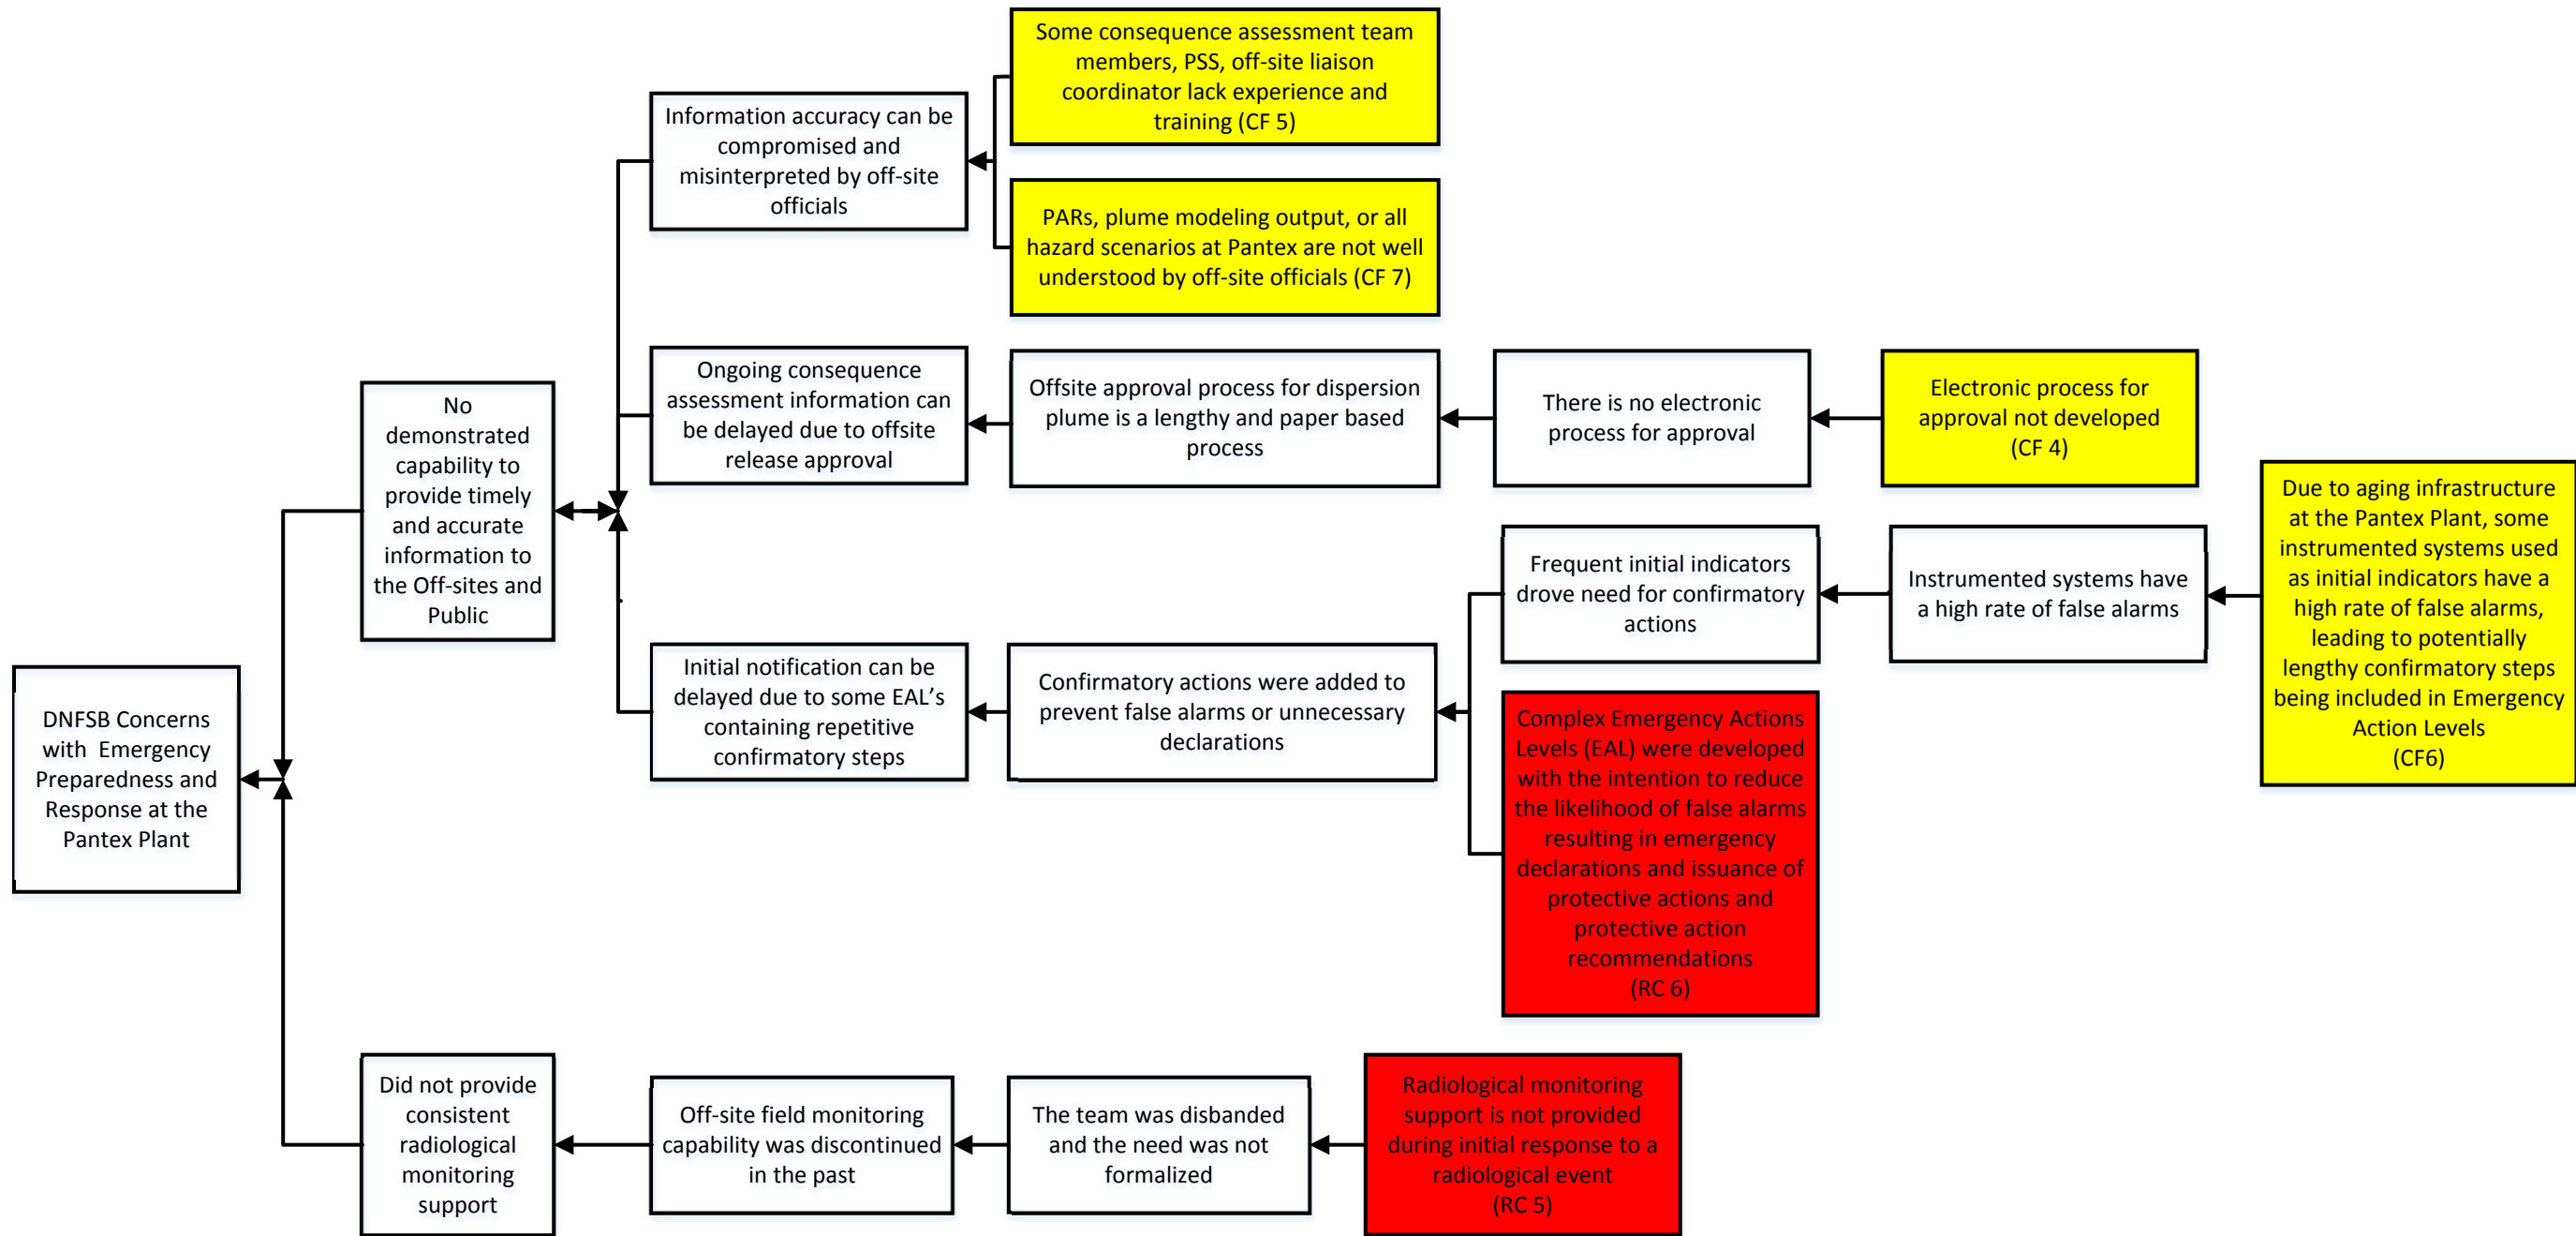 Some consequence assessment team
members, PSS, off-site liaison
coordinator lack experience and
training (CF 5)
Information accuracy can be
compromised and
misinterpreted by off-site
officials
PARs, plume modeling output, or all
hazard scenarios at Pantex are not well
understood by off-site officials (CF 7)
No
demonstrated
capability to
provide timely
and accurate
information to
the Off-sites and
Public
Ongoing consequence
assessment information can
be delayed due to offsite
release approval
Offsite approval process for dispersion
plume is a lengthy and paper based
process
There is no electronic
process for approval
Electronic process for
approval not developed
(CF 4)
Due to aging infrastructure
at the Pantex Plant, some
instrumented systems used
as initial indicators have a
high rate of false alarms,
leading to potentially
lengthy confirmatory steps
being included in Emergency
Action Levels
(CF6)
Frequent initial indicators
drove need for confirmatory
actions
Instrumented systems have
a high rate of false alarms
DNFSB Concerns
with Emergency
Preparedness and
Response at the
Pantex Plant
Initial notification can be
delayed due to some EAL’s
containing repetitive
confirmatory steps
Confirmatory actions were added to
prevent false alarms or unnecessary
declarations
Complex Emergency Actions
Levels (EAL) were developed
with the intention to reduce
the likelihood of false alarms
resulting in emergency
declarations and issuance of
protective actions and
protective action
recommendations
(RC 6)
Did not provide
consistent
radiological
monitoring
support
Off-site field monitoring
capability was discontinued
in the past
The team was disbanded
and the need was not
formalized
Radiological monitoring
support is not provided
during initial response to a
radiological event
(RC 5)